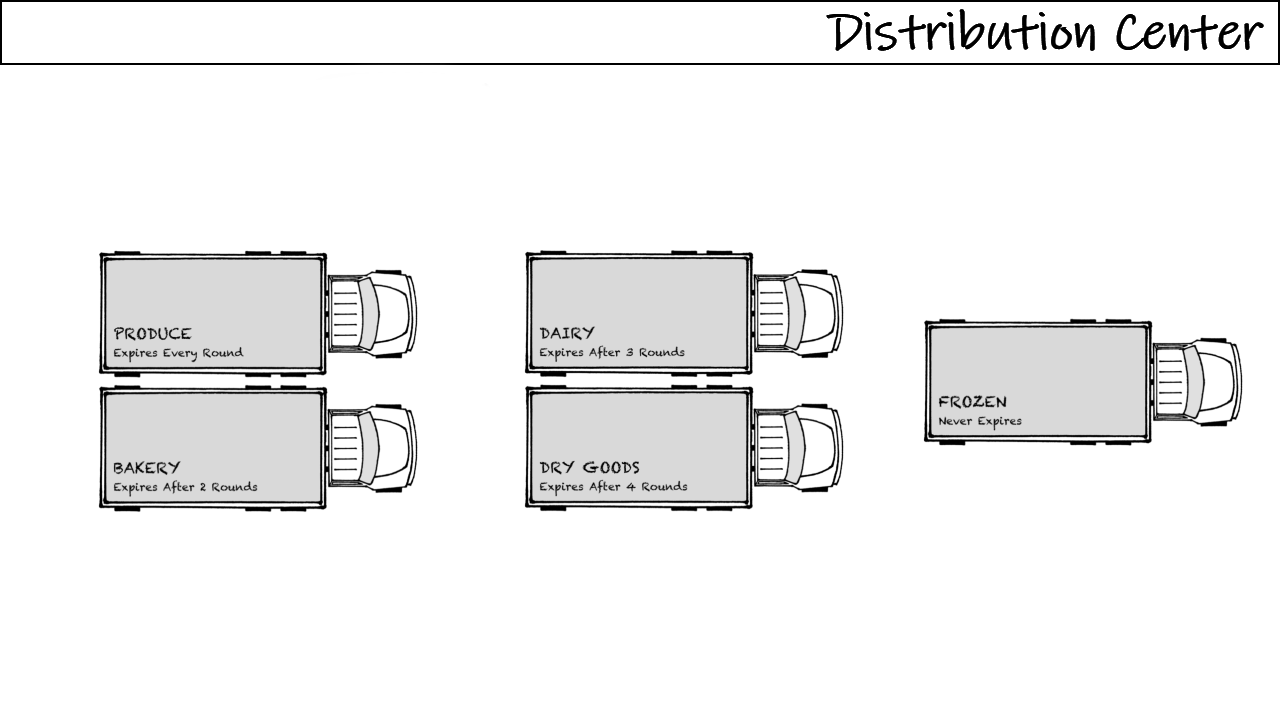 Distribution Center
PRODUCE
Expires Every Round
BAKERY
Expires After 2 Rounds
DAIRY
Expires After 3 Rounds
DRY GOODS
Expires After 4 Rounds
FROZEN
Never Expires